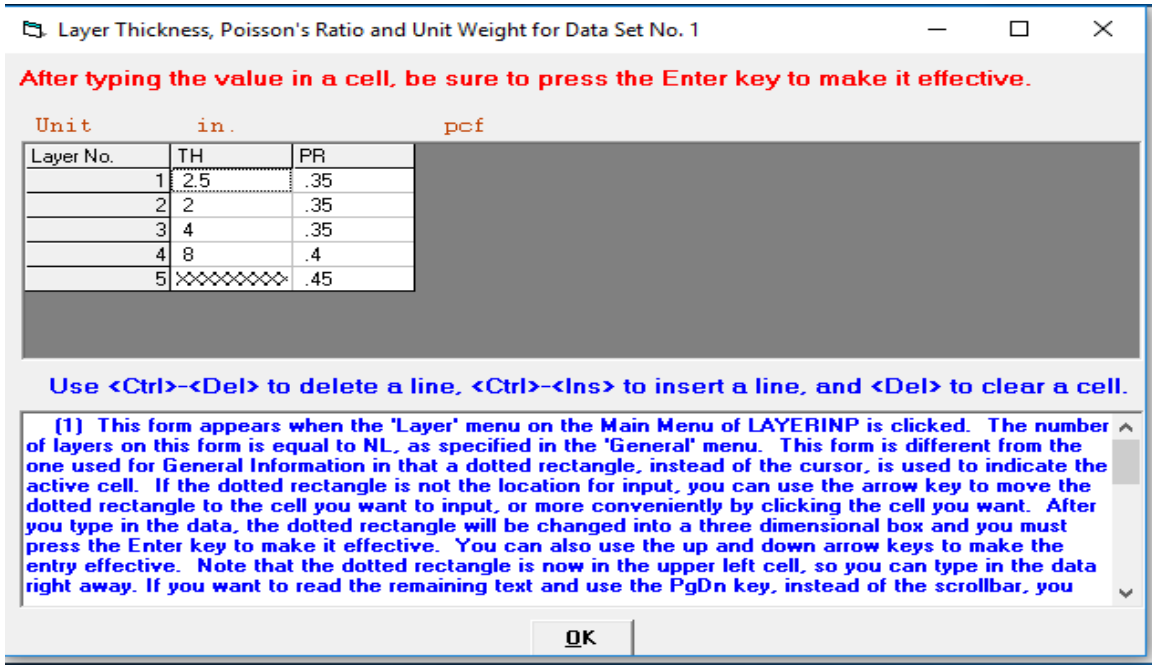 Layer Thickness, Poisson's Ratio and Unit Weight for Data Set No. 1
After typing the value in a cell, be sure to press the Enter key to make it effective.
Unit in. pcf
Layer No. TH PR
1 2.5 .35
2 2 .35
3 4 .35
4 8 .4
5 XXXXXXXXX .45
Use <Ctrl>-<Del> to delete a line, <Ctrl>-<Ins> to insert a line, and <Del> to clear a cell.
(1) This form appears when the 'Layer' menu on the Main Menu of LAYERINP is clicked. The number
of layers on this form is equal to NL, as specified in the 'General' menu. This form is different from the
one used for General Information in that a dotted rectangle, instead of the cursor, is used to indicate the
active cell. If the dotted rectangle is not the location for input, you can use the arrow key to move the
dotted rectangle to the cell you want to input, or more conveniently by clicking the cell you want. After
you type in the data, the dotted rectangle will be changed into a three dimensional box and you must
press the Enter key to make it effective. You can also use the up and down arrow keys to make the
entry effective. Note that the dotted rectangle is now in the upper left cell, so you can type in the data
right away. If you want to read the remaining text and use the PgDn key, instead of the scrollbar, you
OK